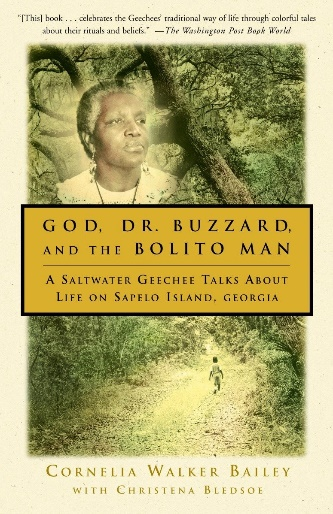 "[This] book . . . celebrates the Geechees' traditional way of life through colorful tales
about their rituals and beliefs." —The Washington Post Book World
GOD, DR. BUZZARD,
AND THE BOLITO MAN
A SALTWATER GEECHEE TALKS ABOUT
LIFE ON SAPELO ISLAND, GEORGIA
CORNELIA WALKER BAILEY
WITH CHRISTENA BLEDSOE